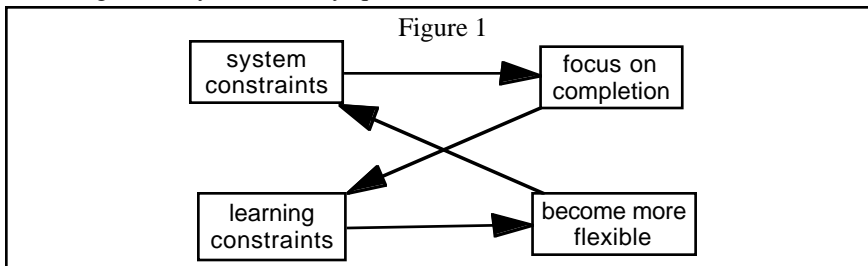 Figure 1
system
constraints
focus on
completion
learning
constraints
become more
flexible